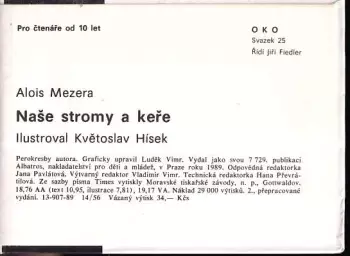 Pro čtenáře od 10 let
OKO
Svazek 25
Řídí Jiří Fiedler
Alois Mezera
Naše stromy a keře
Ilustroval Květoslav Hísek
Perokresby autora. Graficky upravil Luděk Vimr. Vydal jako svou 7 729. publikaci
Albatros, nakladatelství pro děti a mládež, v Praze roku 1989. Odpovědná redaktorka
Jana Pavlátová, Výtvarný redaktor Vladimír Vimr. Technická redaktorka Hana Převrá-
tilová. Ze sazby písma Times vytiskly Moravské tiskařské závody, n. p., Gottwaldov.
18,76 AA (text 10,95, ilustrace 7,81), 19,17 VA. Náklad 29 000 výtisků. 2., přepracované
vydání. 13-907-89 14/56 Vázaný výtisk 34,— Kčs